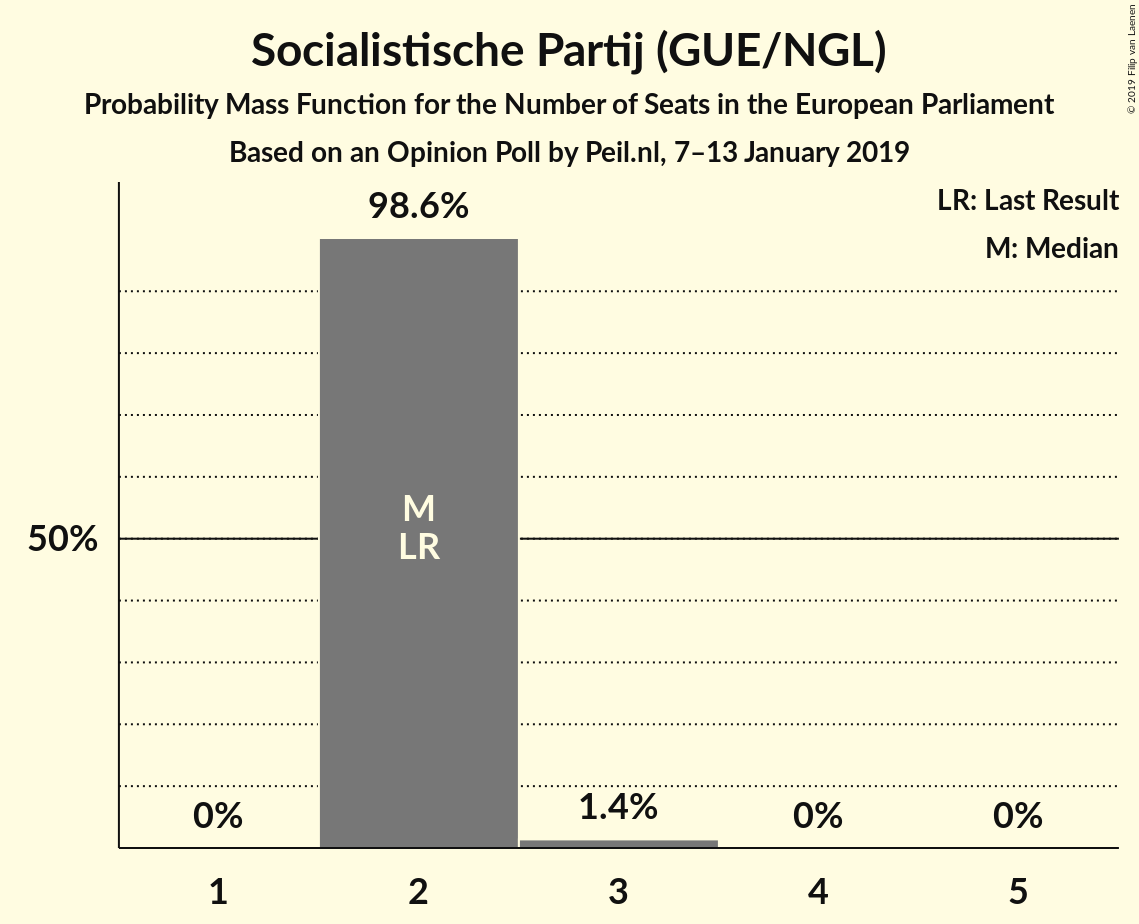 Socialistische Partij (GUE/NGL)
Probability Mass Function for the Number of Seats in the European Parliament
Based on an Opinion Poll by Peil.nl, 7–13 January 2019
© 2019 Filip van Laenen
LR: Last Result
M: Median
98.6%
M
LR
50%
0%
1.4%
0%
0%
1
2
3
4
5